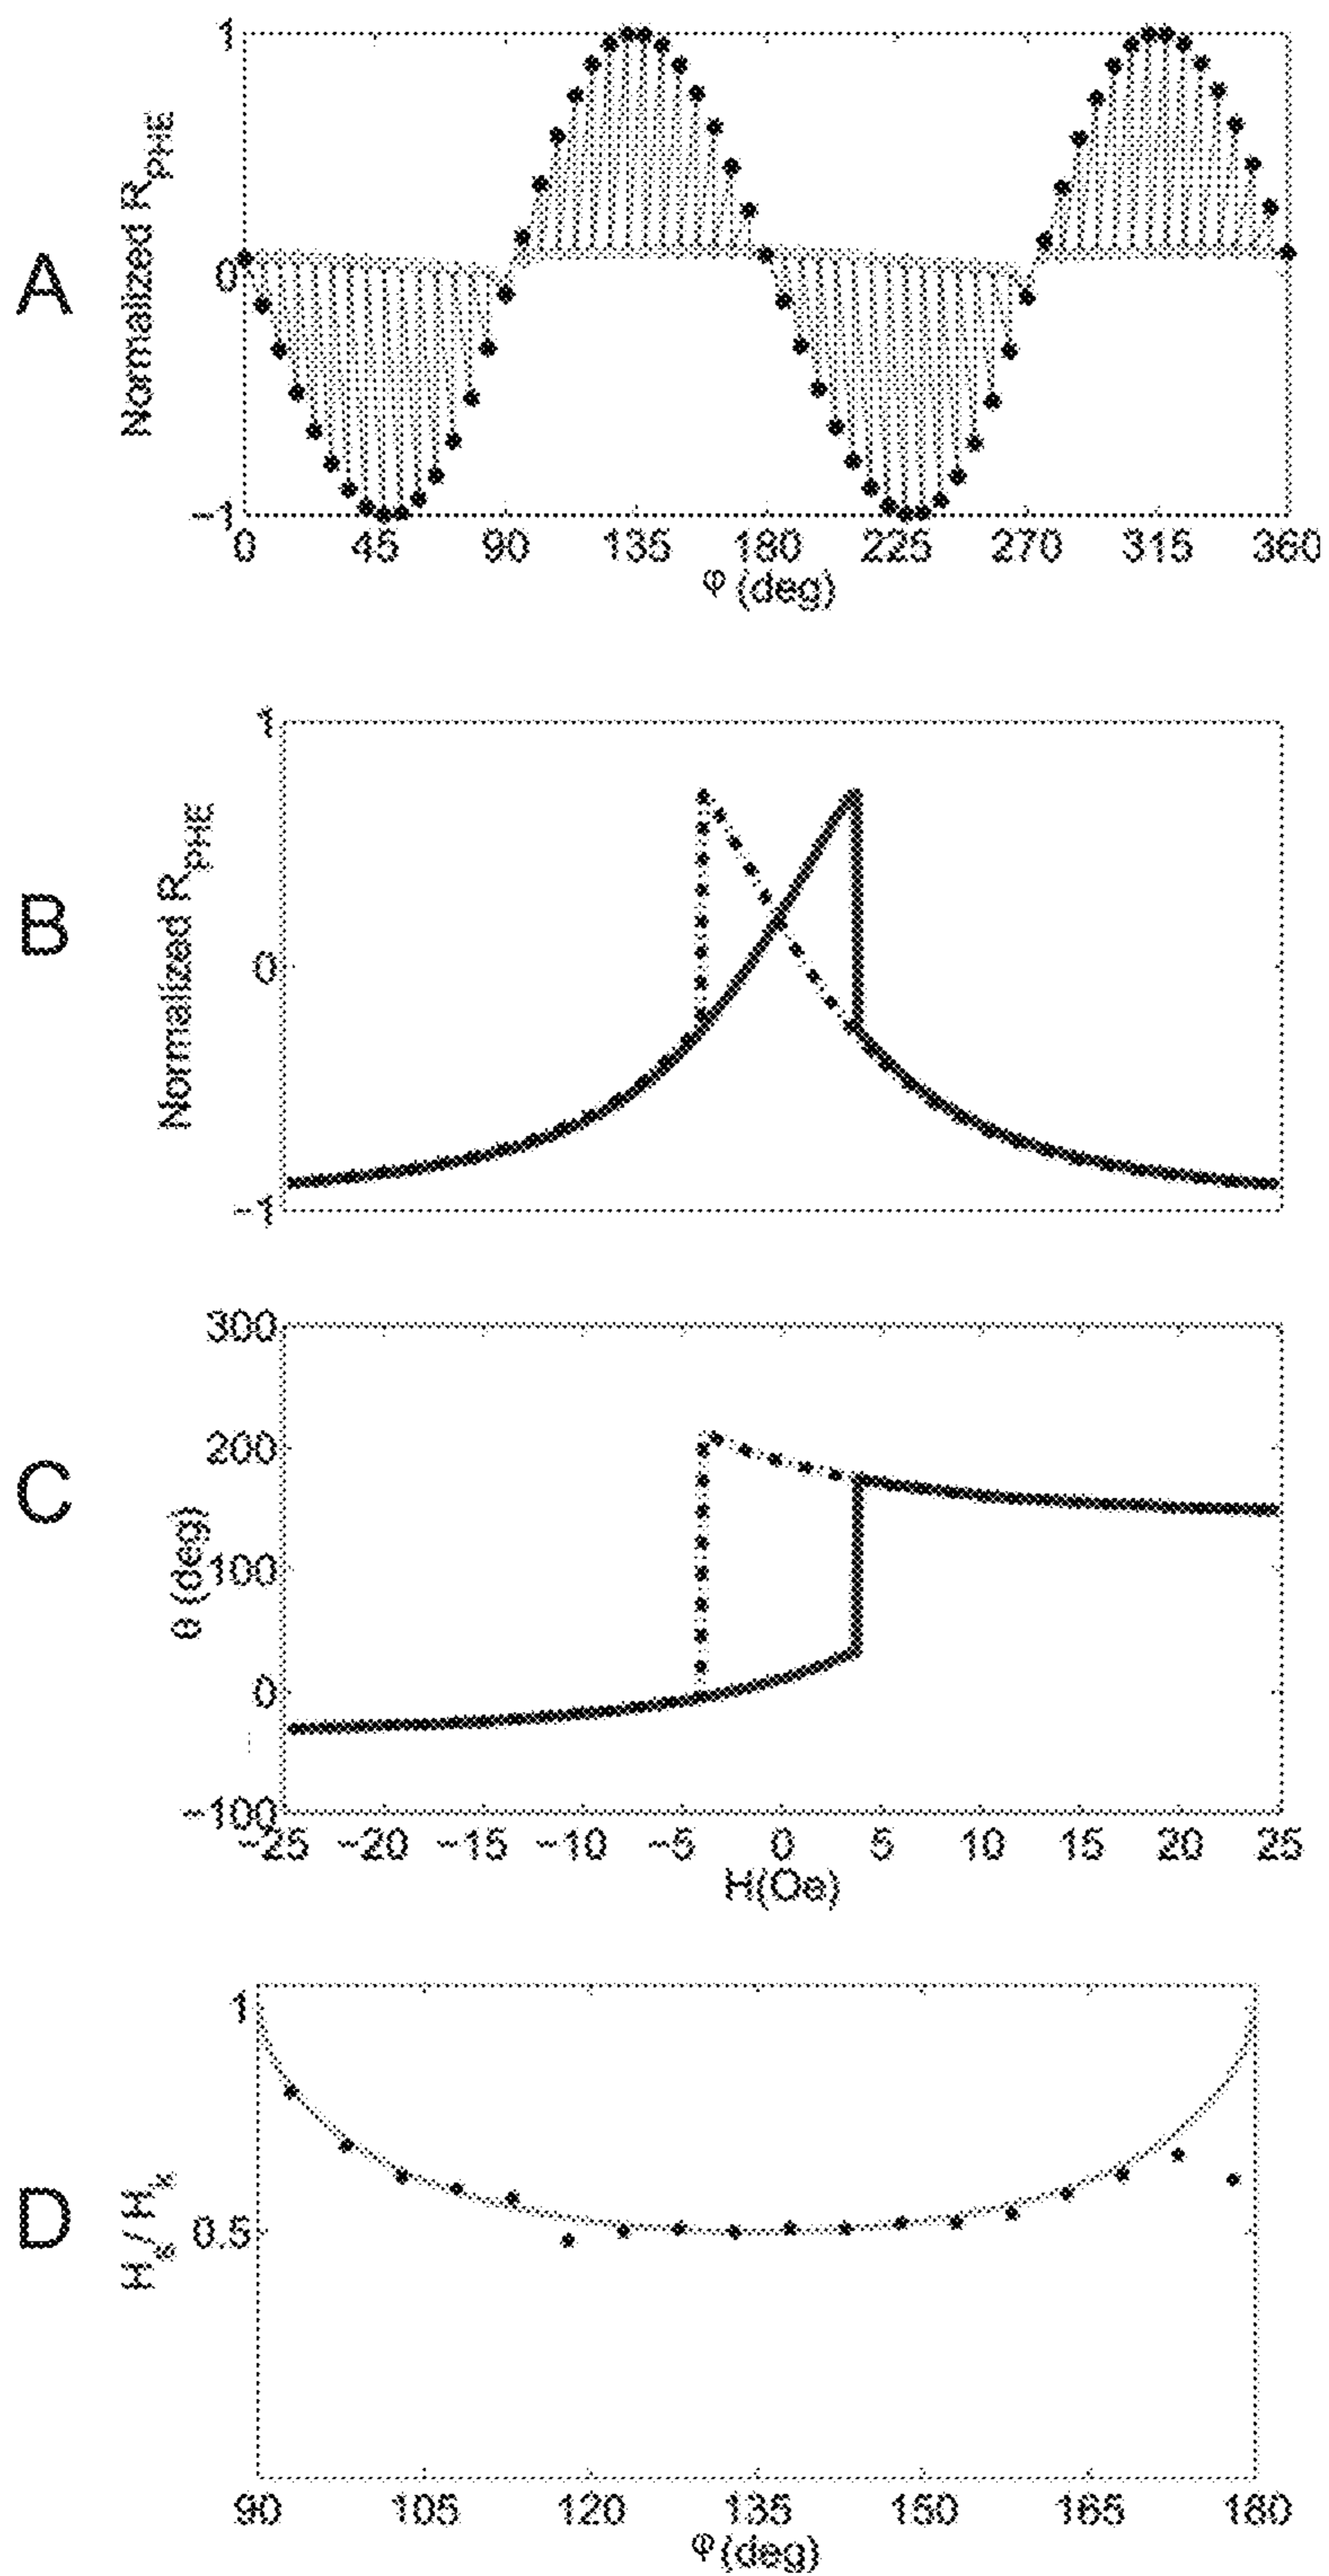 A
Normalized R_PHE
1
0
-1
0 45 90 135 180 225 270 315 360
φ (deg)
B
Normalized R_PHE
1
0
-1
C
θ (deg)
300
200
100
0
-100
-25 -20 -15 -10 -5 0 5 10 15 20 25
H(Oe)
D
H_s/H_k
1
0.5
90 105 120 135 150 165 180
φ(deg)